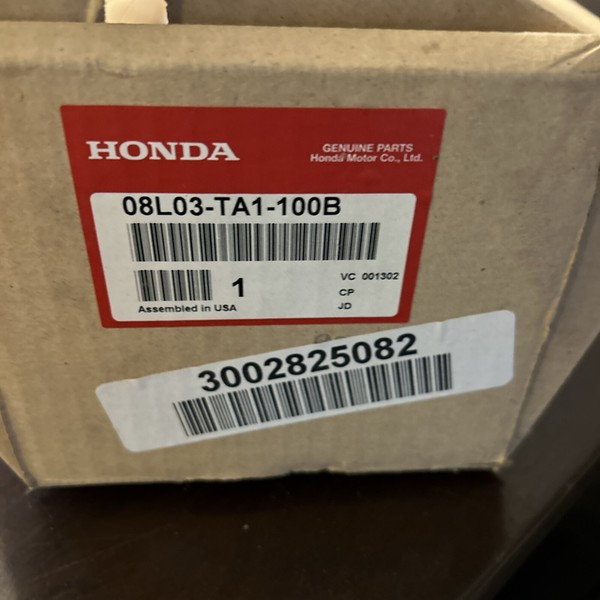 HONDA
GENUINE PARTS
Honda Motor Co., Ltd.
08L03-TA1-100B
1
VC 001302
CP
JD
Assembled in USA
3002825082